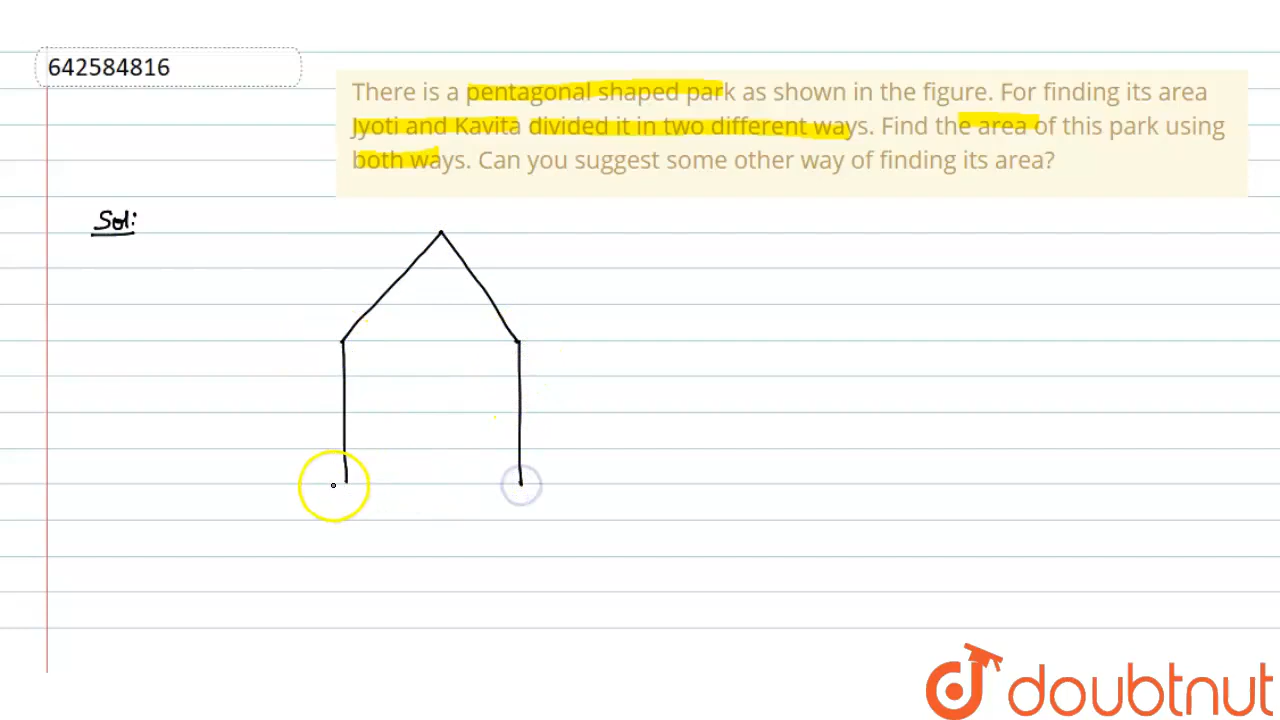 642584816
There is a pentagonal shaped park as shown in the figure. For finding its area
Jyoti and Kavita divided it in two different ways. Find the area of this park using
both ways. Can you suggest some other way of finding its area?
Sol:
doubtnut